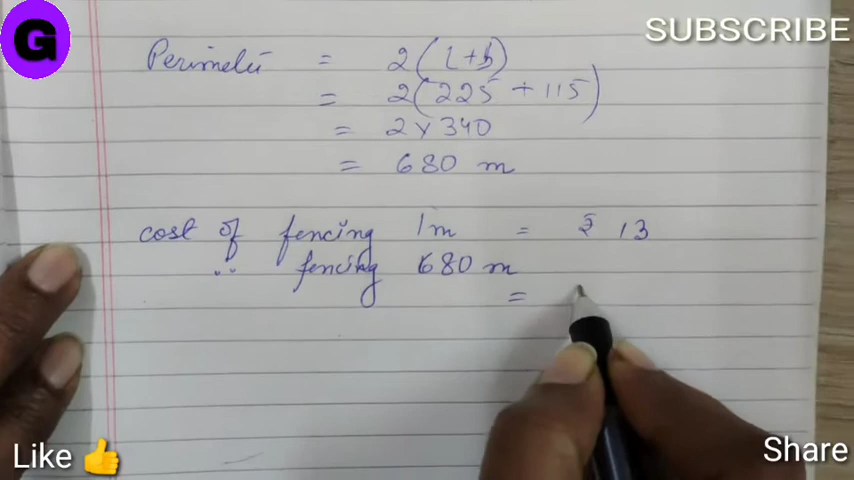 G
SUBSCRIBE
Perimeter = 2(l+b)
= 2(225 + 115)
= 2 x 340
= 680 m
cost of fencing 1m = ₹ 13
" fencing 680 m
=
Like 👍
Share